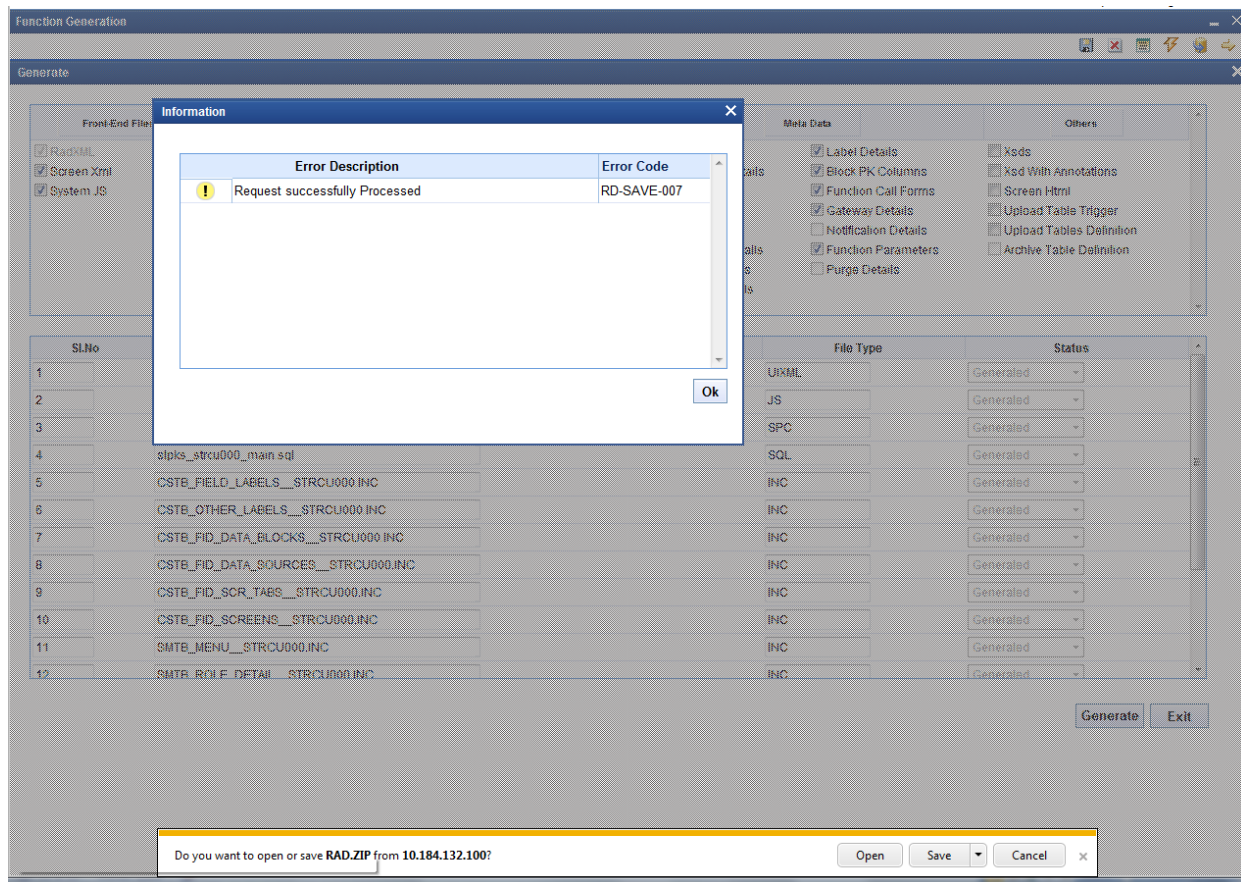 Function Generation
Generate
Front-End Files
Meta Data
Others
RadXML
Screen Xml
System JS
Information
Error Description Error Code
Request successfully Processed RD-SAVE-007
Ok
Label Details
Block PK Columns
Function Call Forms
Gateway Details
Notification Details
Function Parameters
Purge Details
Xsds
Xsd With Annotations
Screen Html
Upload Table Trigger
Upload Tables Definition
Archive Table Definition
Sl.No File Type Status
1 UIXML Generated
2 JS Generated
3 SPC Generated
4 slpks_strcu000_main.sql SQL Generated
5 CSTB_FIELD_LABELS__STRCU000.INC INC Generated
6 CSTB_OTHER_LABELS__STRCU000.INC INC Generated
7 CSTB_FID_DATA_BLOCKS__STRCU000.INC INC Generated
8 CSTB_FID_DATA_SOURCES__STRCU000.INC INC Generated
9 CSTB_FID_SCR_TABS__STRCU000.INC INC Generated
10 CSTB_FID_SCREENS__STRCU000.INC INC Generated
11 SMTB_MENU__STRCU000.INC INC Generated
12 SMTB_ROLE_DETAIL__STRCU000.INC INC Generated
Generate Exit
Do you want to open or save RAD.ZIP from 10.184.132.100? Open Save Cancel